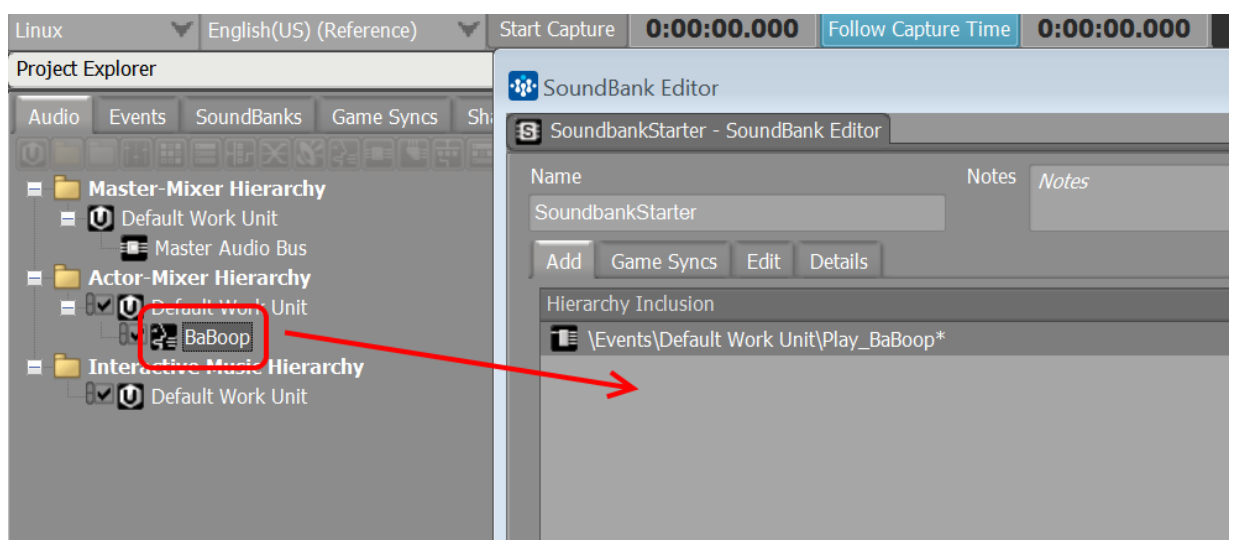 Linux English(US) (Reference) Start Capture 0:00:00.000 Follow Capture Time 0:00:00.000
Project Explorer
Audio Events SoundBanks Game Syncs
Master-Mixer Hierarchy
Default Work Unit
Master Audio Bus
Actor-Mixer Hierarchy
Default Work Unit
BaBoop
Interactive Music Hierarchy
Default Work Unit
SoundBank Editor
SoundbankStarter - SoundBank Editor
Name Notes Notes
SoundbankStarter
Add Game Syncs Edit Details
Hierarchy Inclusion
\Events\Default Work Unit\Play_BaBoop*